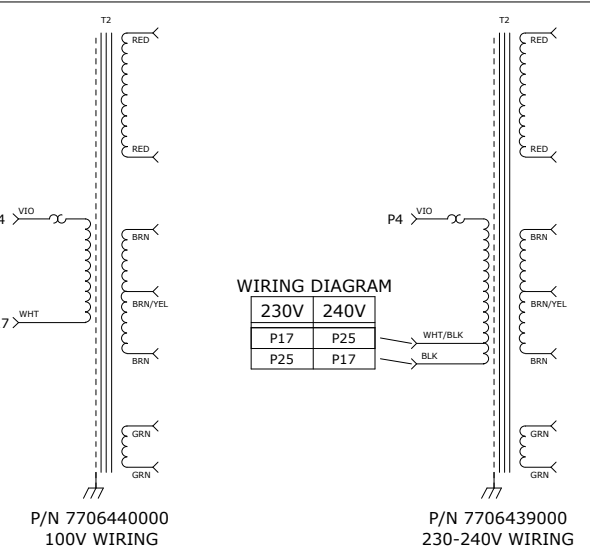 T2
RED
RED
4
VIO
7
WHT
BRN
BRN/YEL
BRN
GRN
GRN
P/N 7706440000
100V WIRING
WIRING DIAGRAM
230V 240V
P17 P25
P25 P17
T2
RED
RED
P4
VIO
WHT/BLK
BLK
BRN
BRN/YEL
BRN
GRN
GRN
P/N 7706439000
230-240V WIRING